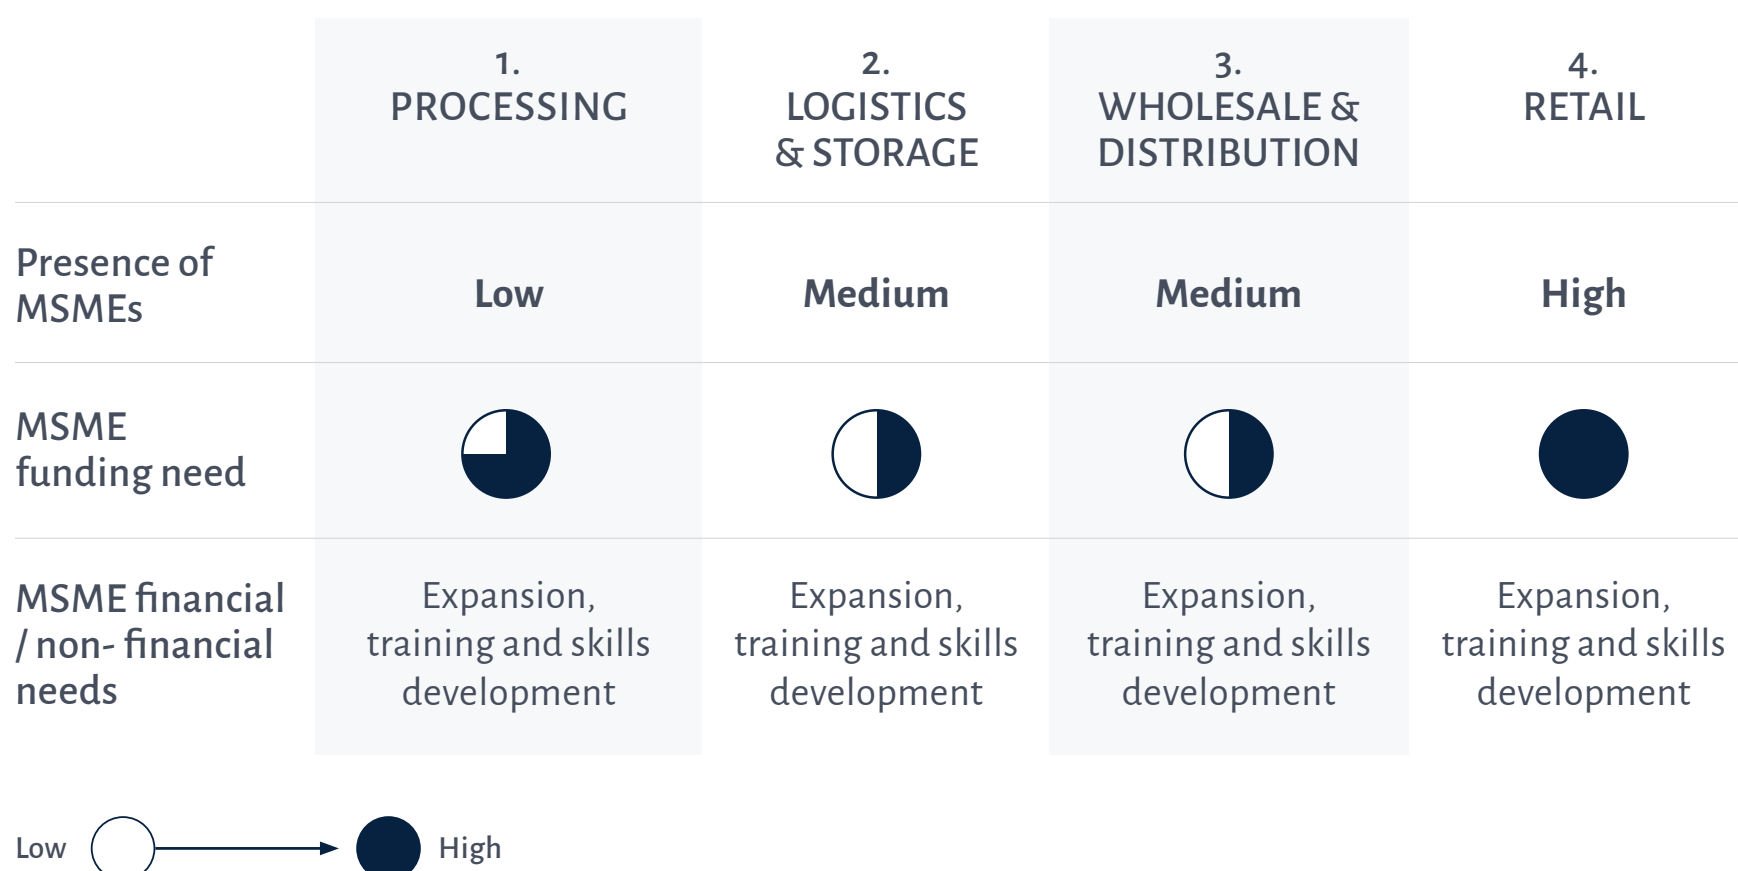 1.
PROCESSING
2.
LOGISTICS
& STORAGE
3.
WHOLESALE &
DISTRIBUTION
4.
RETAIL
Presence of
MSMEs
Low
Medium
Medium
High
MSME
funding need
MSME financial
/ non- financial
needs
Expansion,
training and skills
development
Expansion,
training and skills
development
Expansion,
training and skills
development
Expansion,
training and skills
development
Low
High